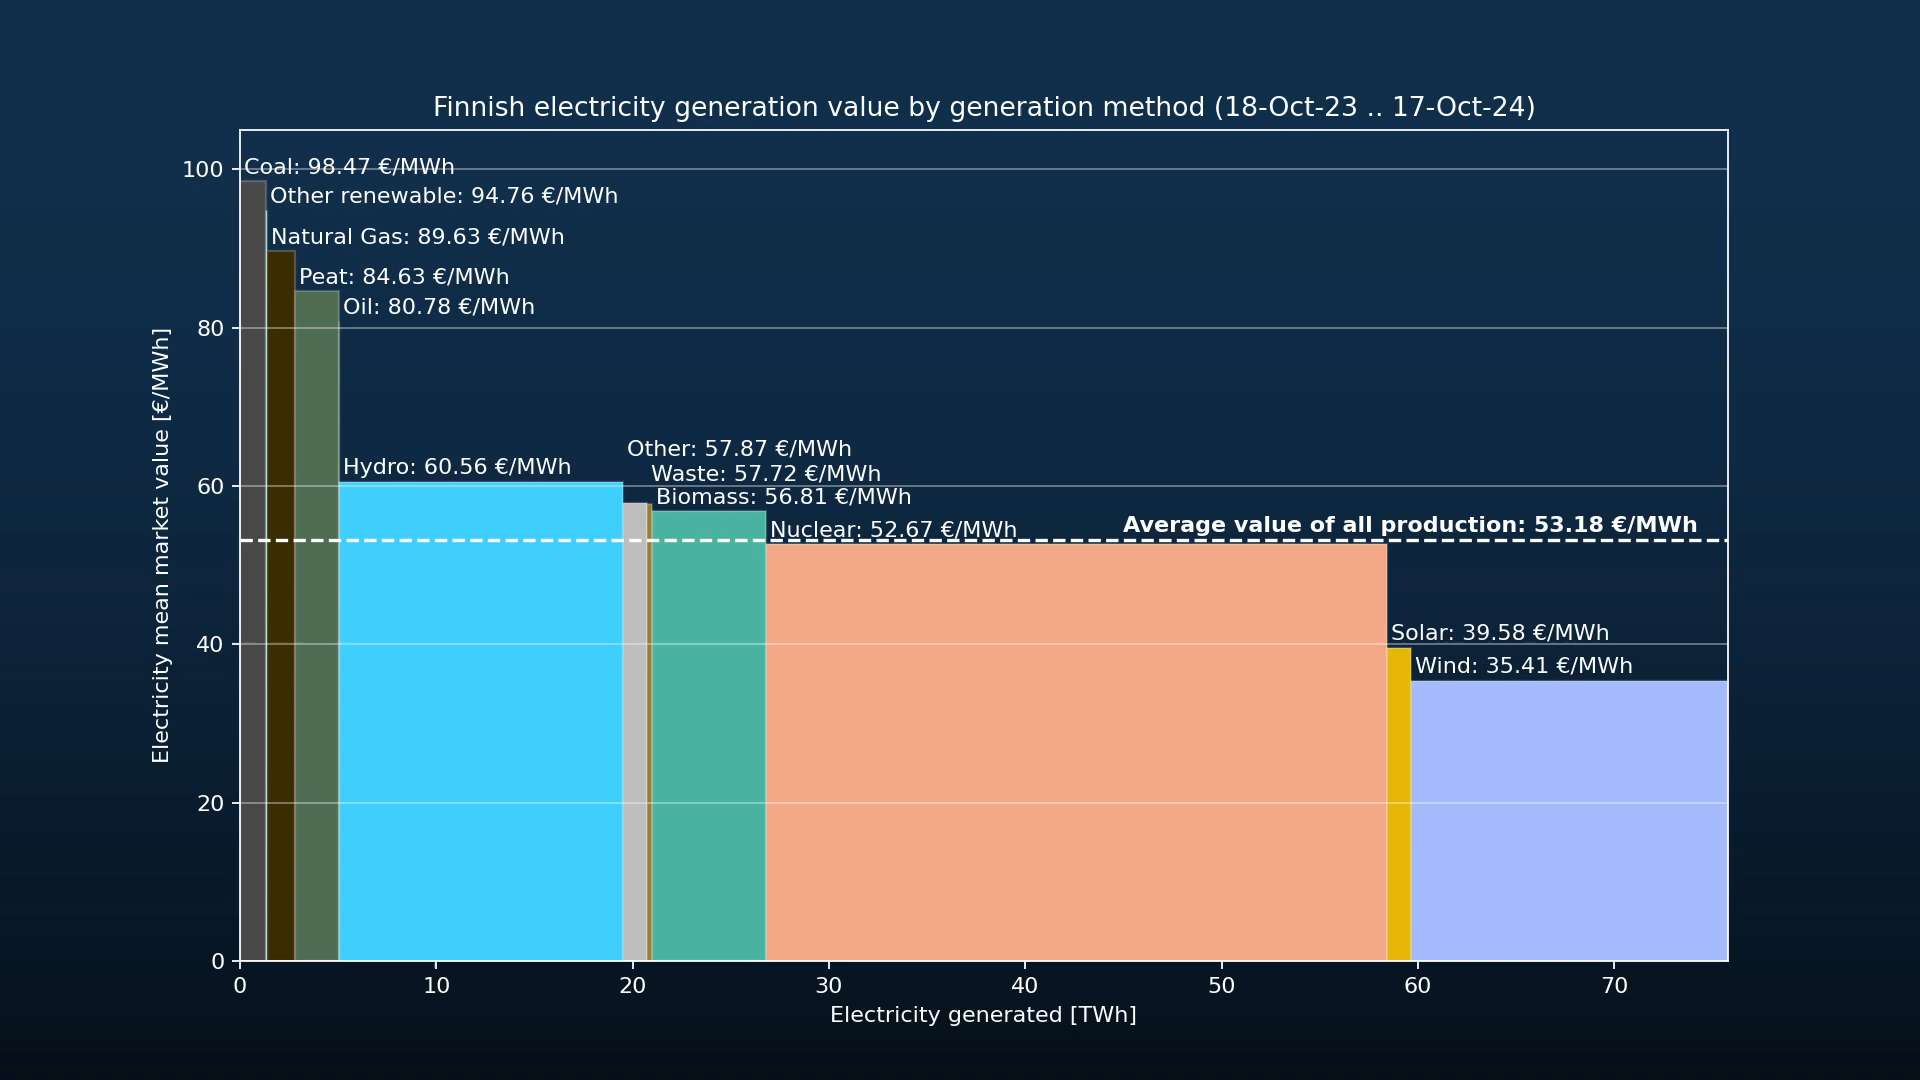 Finnish electricity generation value by generation method (18-Oct-23 .. 17-Oct-24)
Electricity mean market value [€/MWh]
100
80
60
40
20
0
Coal: 98.47 €/MWh
Other renewable: 94.76 €/MWh
Natural Gas: 89.63 €/MWh
Peat: 84.63 €/MWh
Oil: 80.78 €/MWh
Hydro: 60.56 €/MWh
Other: 57.87 €/MWh
Waste: 57.72 €/MWh
Biomass: 56.81 €/MWh
Nuclear: 52.67 €/MWh
Average value of all production: 53.18 €/MWh
Solar: 39.58 €/MWh
Wind: 35.41 €/MWh
0 10 20 30 40 50 60 70
Electricity generated [TWh]